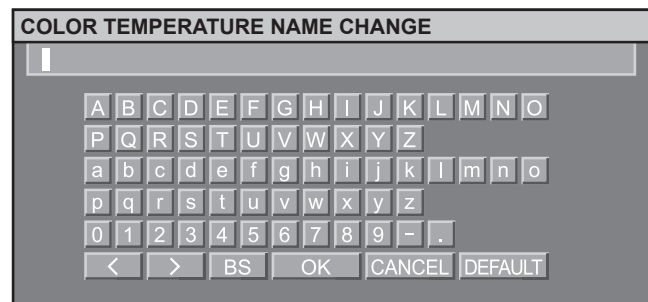 COLOR TEMPERATURE NAME CHANGE
A B C D E F G H I J K L M N O
P Q R S T U V W X Y Z
a b c d e f g h i j k l m n o
p q r s t u v w x y z
0 1 2 3 4 5 6 7 8 9 - .
< > BS OK CANCEL DEFAULT